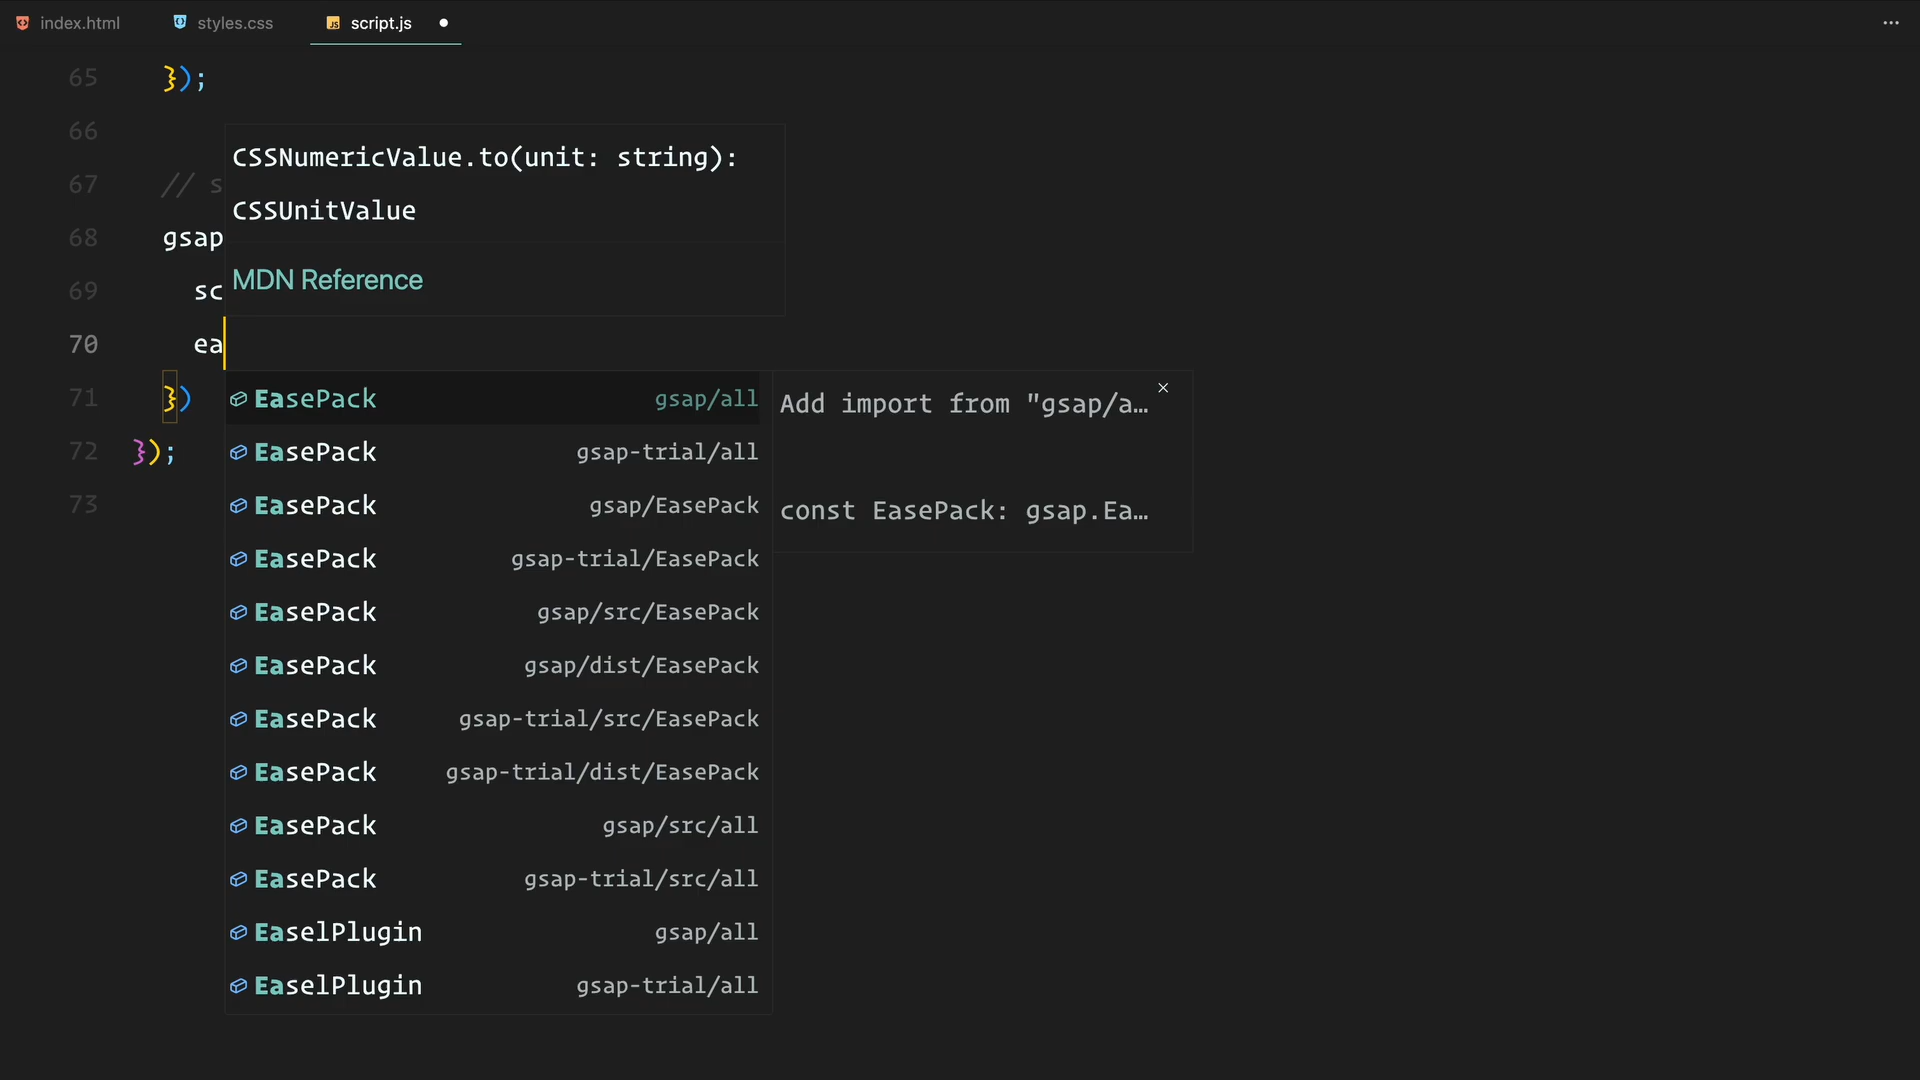 index.html
styles.css
script.js
65 });
66
67 // s
68 gsap
69 sc
70 ea
71 })
72 });
73
CSSNumericValue.to(unit: string):
CSSUnitValue
MDN Reference
EasePack gsap/all
EasePack gsap-trial/all
EasePack gsap/EasePack
EasePack gsap-trial/EasePack
EasePack gsap/src/EasePack
EasePack gsap/dist/EasePack
EasePack gsap-trial/src/EasePack
EasePack gsap-trial/dist/EasePack
EasePack gsap/src/all
EasePack gsap-trial/src/all
EaselPlugin gsap/all
EaselPlugin gsap-trial/all
Add import from "gsap/a…
const EasePack: gsap.Ea…